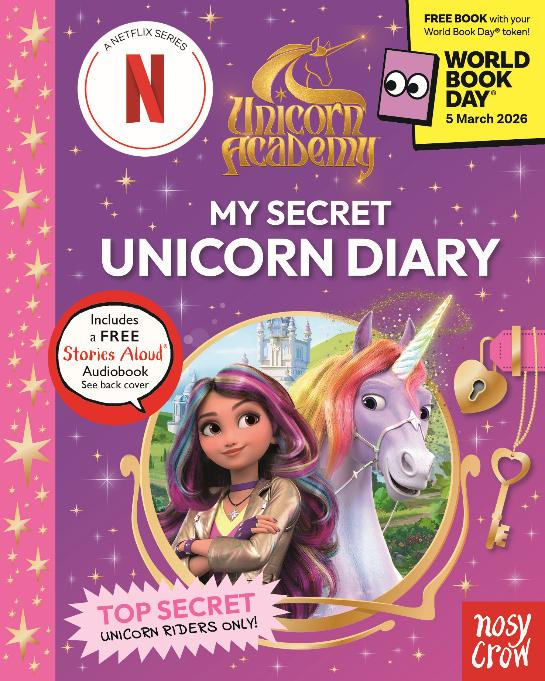 A NETFLIX SERIES
N
Unicorn
Academy
FREE BOOK with your
World Book Day® token!
WORLD
BOOK
DAY®
5 March 2026
MY SECRET
UNICORN DIARY
Includes
a FREE
Stories Aloud®
Audiobook
See back cover
TOP SECRET
UNICORN RIDERS ONLY!
nosy
crow